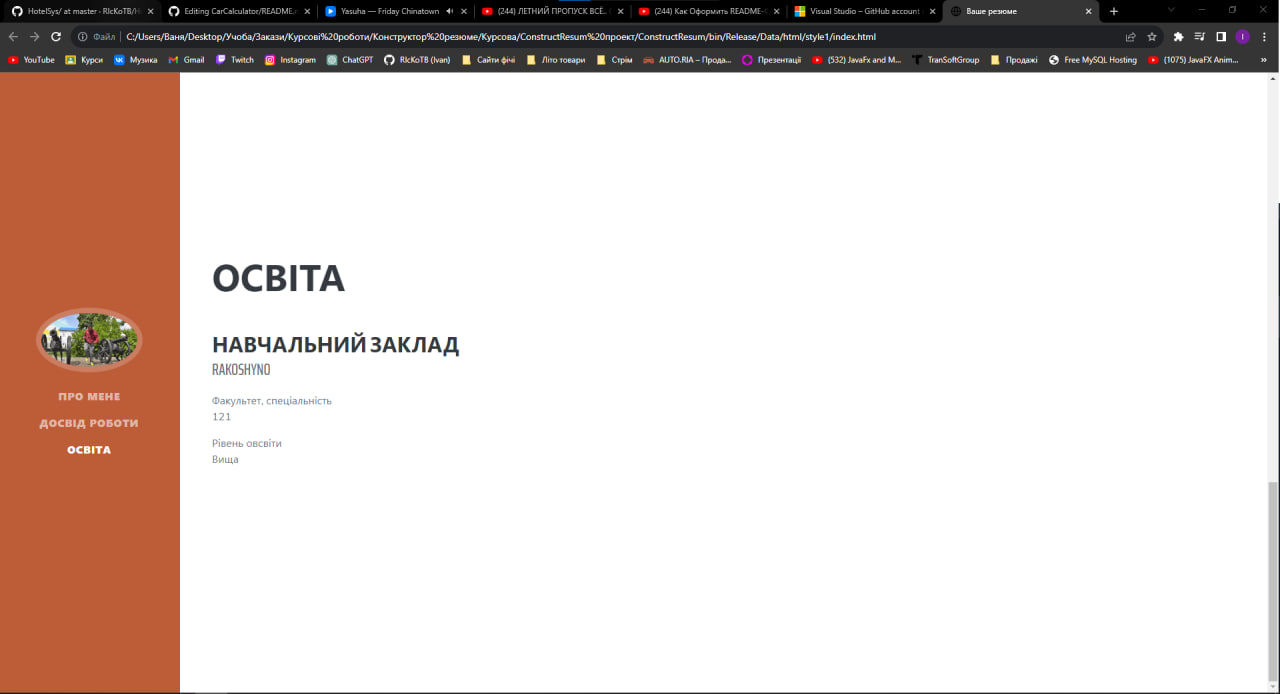 HotelSys/ at master · RIcKoTB/H
Editing CarCalculator/README.m
Yasuha — Friday Chinatown
(244) ЛЕТНИЙ ПРОПУСК ВСЁ..
(244) Как Оформить README-
Visual Studio – GitHub account
Ваше резюме
Файл
C:/Users/Ваня/Desktop/Учоба/Закази/Курсові%20роботи/Конструктор%20резюме/Курсова/ConstructResum%20проект/ConstructResum/bin/Release/Data/html/style1/index.html
I
YouTube
Курси
Музика
Gmail
Twitch
Instagram
ChatGPT
RIcKoTB (Ivan)
Сайти фічі
Літо товари
Стрім
AUTO.RIA – Прода...
Презентації
(532) JavaFx and M...
TranSoftGroup
Продажі
Free MySQL Hosting
(1075) JavaFX Anim...
»
ПРО МЕНЕ
ДОСВІД РОБОТИ
ОСВІТА
ОСВІТА
НАВЧАЛЬНИЙ ЗАКЛАД
RAKOSHYNO
Факультет, спеціальність
121
Рівень овсвіти
Вища